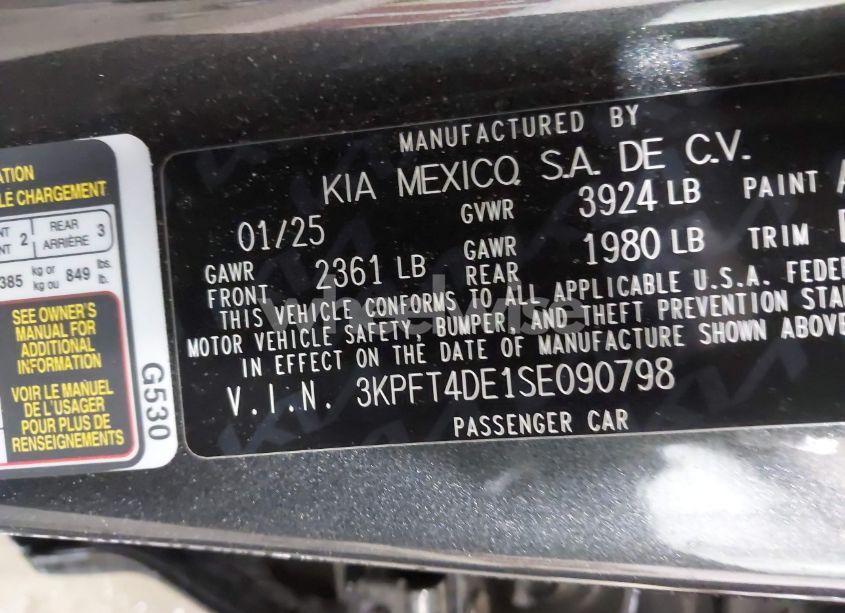 ATION
LE CHARGEMENT
NT 2 REAR 3
ARRIÈRE
385 kg or 849 lbs.
kg ou lb.
SEE OWNER'S
MANUAL FOR
ADDITIONAL
INFORMATION
VOIR LE MANUEL
DE L'USAGER
POUR PLUS DE
RENSEIGNEMENTS
G530
MANUFACTURED BY
KIA MEXICO, S.A. DE C.V.
01/25 GVWR 3924 LB PAINT A
GAWR FRONT 2361 LB GAWR REAR 1980 LB TRIM
THIS VEHICLE CONFORMS TO ALL APPLICABLE U.S.A. FEDER
MOTOR VEHICLE SAFETY, BUMPER, AND THEFT PREVENTION STAN
IN EFFECT ON THE DATE OF MANUFACTURE SHOWN ABOVE
V.I.N. 3KPFT4DE1SE090798
PASSENGER CAR
wheelwise